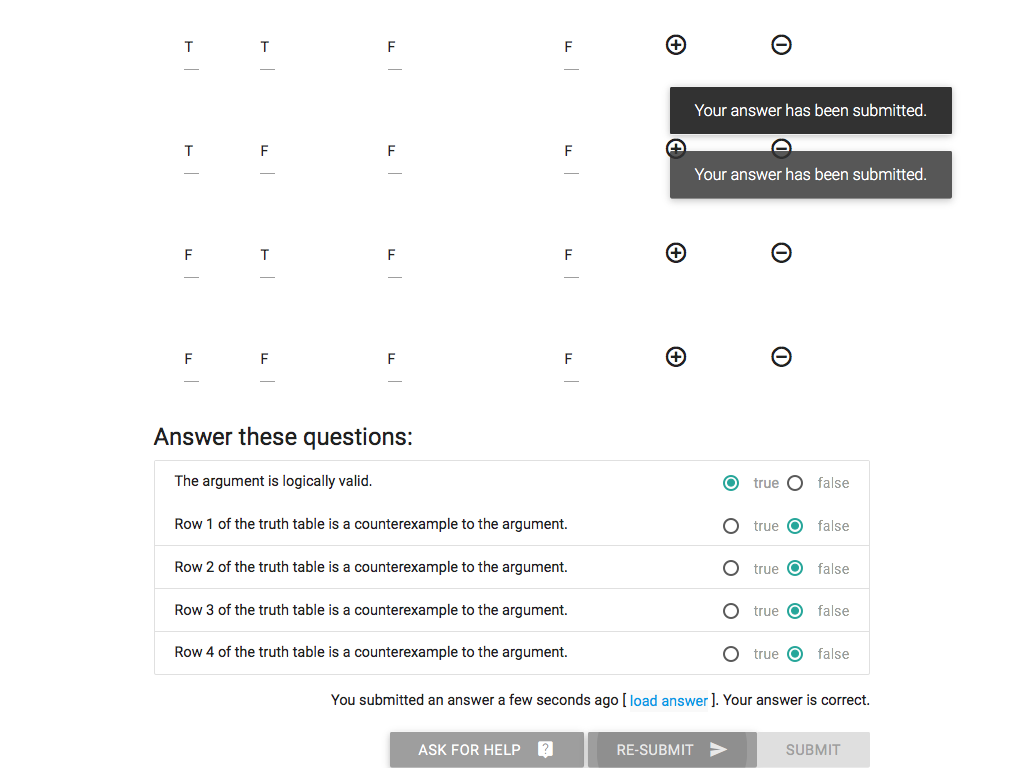 T T F F
Your answer has been submitted.
T F F F
Your answer has been submitted.
F T F F
F F F F
Answer these questions:
The argument is logically valid. true false
Row 1 of the truth table is a counterexample to the argument. true false
Row 2 of the truth table is a counterexample to the argument. true false
Row 3 of the truth table is a counterexample to the argument. true false
Row 4 of the truth table is a counterexample to the argument. true false
You submitted an answer a few seconds ago [ load answer ]. Your answer is correct.
ASK FOR HELP ? RE-SUBMIT SUBMIT